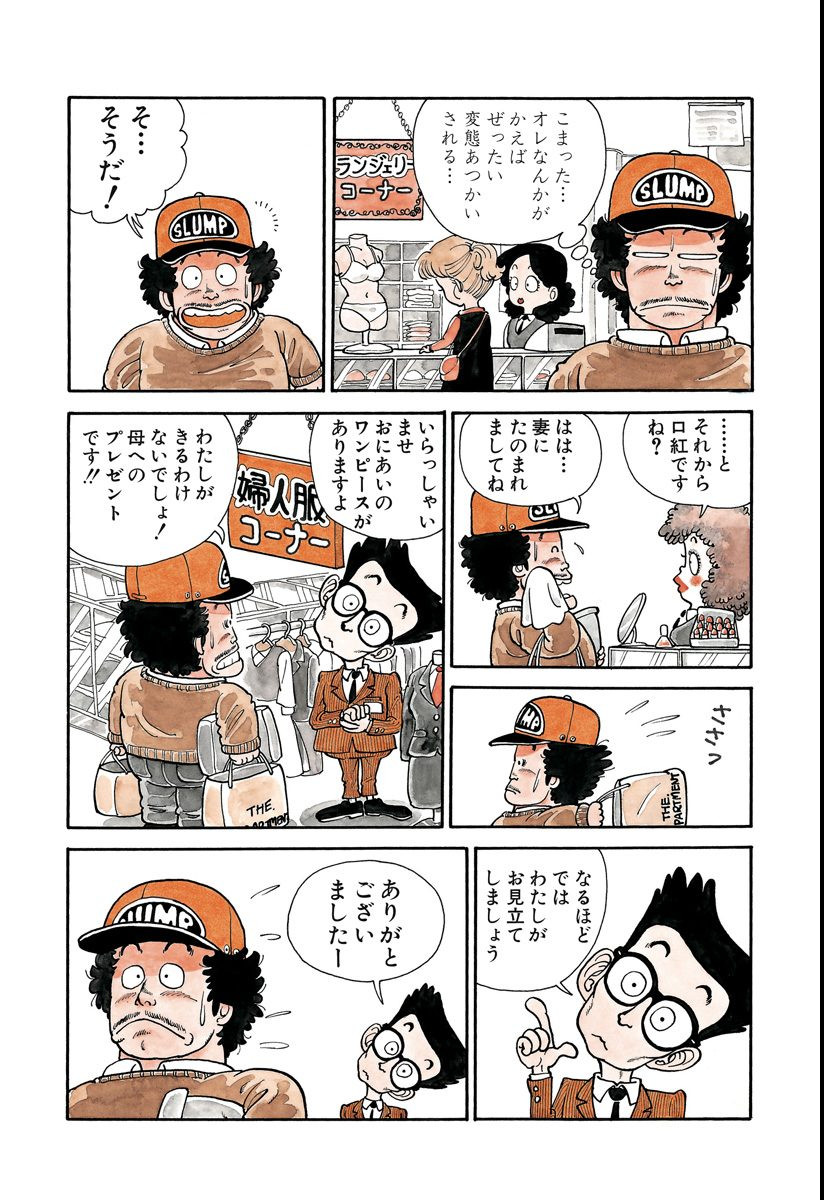 こまった…
オレなんかが
かえば
ぜったい
変態あつかい
される…
SLUMP
ランジェリー
コーナー
そ…
そうだ！
SLUMP
……と
それから
口紅です
ね？
はは…
妻に
たのまれ
ましてね
SL
ささっ
UMP
THE.
PARTMENT
いらっしゃい
ませ
おにあいの
ワンピースが
ありますよ
婦人服
コーナー
わたしが
きるわけ
ないでしょ！
母への
プレゼント
です!!
S
THE.
PARTMENT
なるほど
では
わたしが
お見立て
しましょう
ありがと
ござい
ましたー
SLUMP